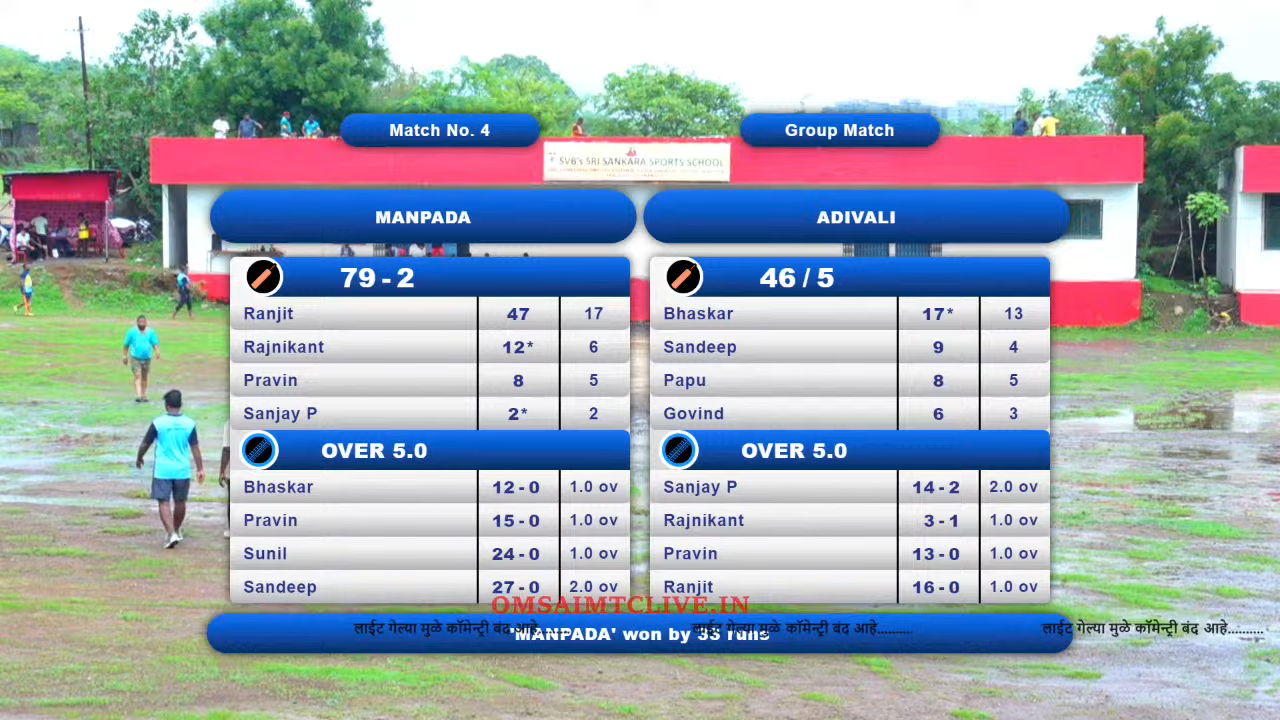 Match No. 4
Group Match
SVB's SRI SANKARA SPORTS SCHOOL
MANPADA
ADIVALI
79 - 2
Ranjit 47 17
Rajnikant 12* 6
Pravin 8 5
Sanjay P 2* 2
OVER 5.0
Bhaskar 12 - 0 1.0 ov
Pravin 15 - 0 1.0 ov
Sunil 24 - 0 1.0 ov
Sandeep 27 - 0 2.0 ov
46 / 5
Bhaskar 17* 13
Sandeep 9 4
Papu 8 5
Govind 6 3
OVER 5.0
Sanjay P 14 - 2 2.0 ov
Rajnikant 3 - 1 1.0 ov
Pravin 13 - 0 1.0 ov
Ranjit 16 - 0 1.0 ov
OMSAIMTCLIVE.IN
'MANPADA' won by 33 runs
लाईट गेल्या मुळे कॉमेन्ट्री बंद आहे.......... लाईट गेल्या मुळे कॉमेन्ट्री बंद आहे.......... लाईट गेल्या मुळे कॉमेन्ट्री बंद आहे..........